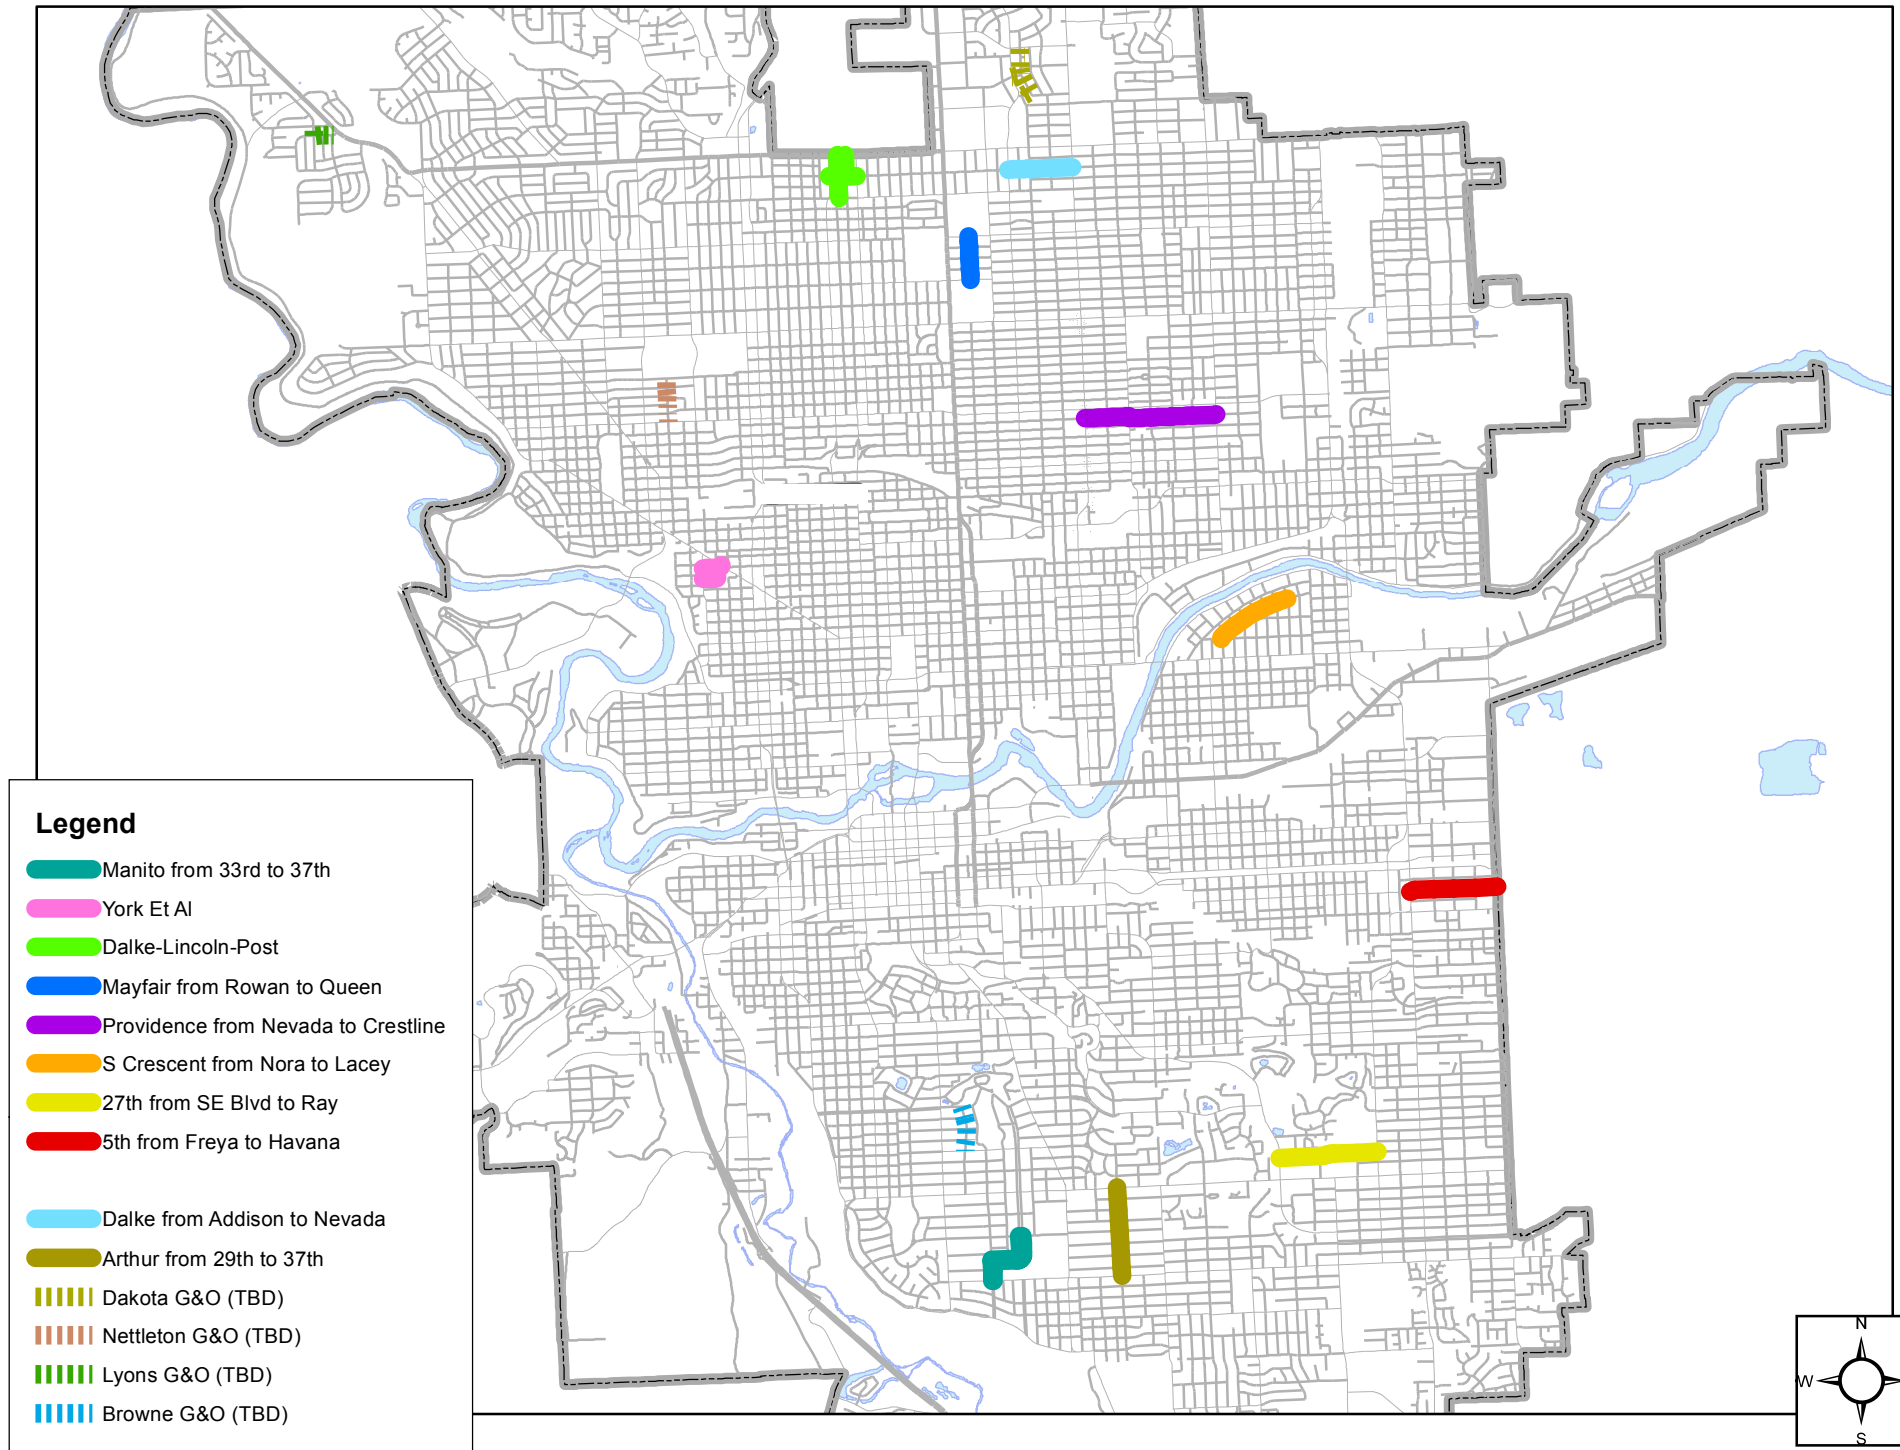 Legend
Manito from 33rd to 37th
York Et Al
Dalke-Lincoln-Post
Mayfair from Rowan to Queen
Providence from Nevada to Crestline
S Crescent from Nora to Lacey
27th from SE Blvd to Ray
5th from Freya to Havana
Dalke from Addison to Nevada
Arthur from 29th to 37th
Dakota G&O (TBD)
Nettleton G&O (TBD)
Lyons G&O (TBD)
Browne G&O (TBD)
N
W
S